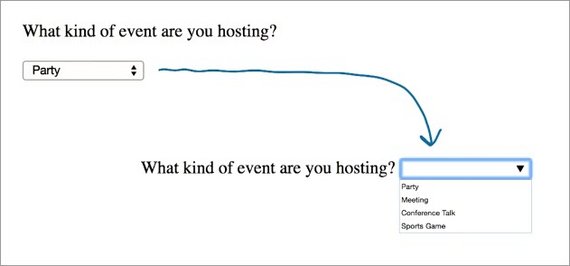 What kind of event are you hosting?
Party
What kind of event are you hosting?
Party
Meeting
Conference Talk
Sports Game